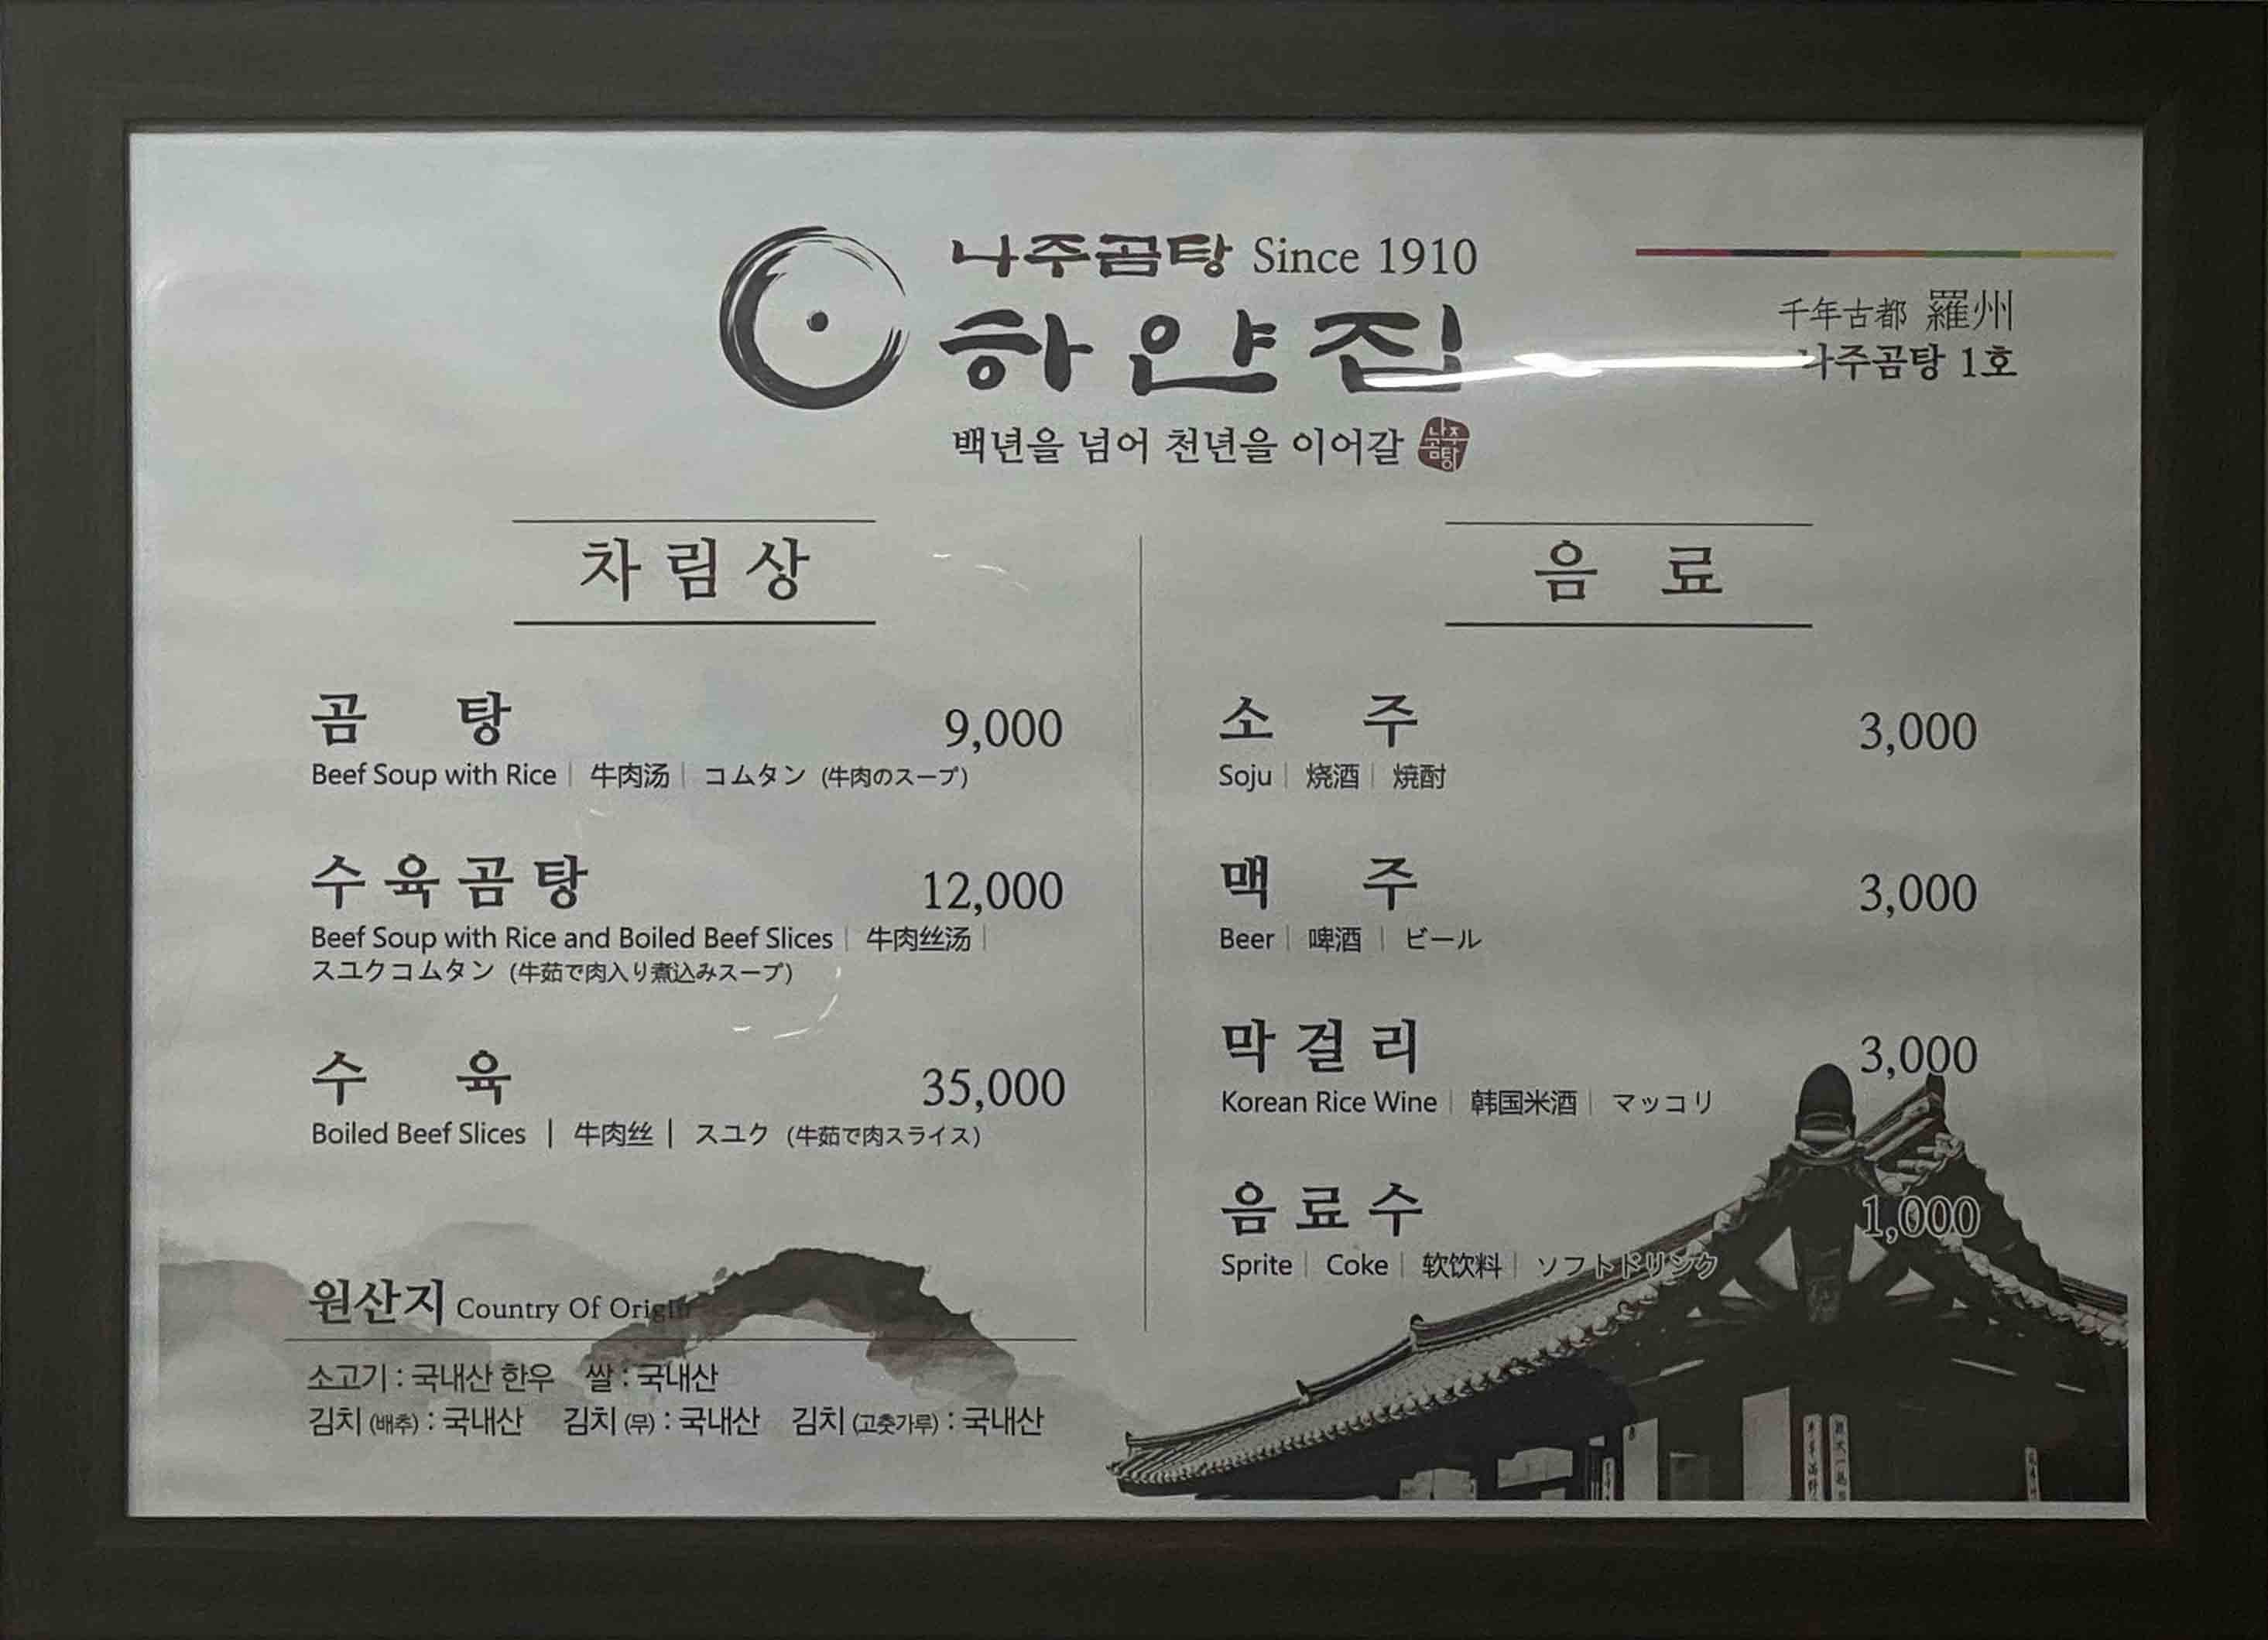 나주곰탕 Since 1910
하얀집
백년을 넘어 천년을 이어갈 나주곰탕
千年古都 羅州
나주곰탕 1호
차림상
곰탕 9,000
Beef Soup with Rice | 牛肉汤 | コムタン (牛肉のスープ)
수육곰탕 12,000
Beef Soup with Rice and Boiled Beef Slices | 牛肉丝汤 |
スユクコムタン (牛茹で肉入り煮込みスープ)
수육 35,000
Boiled Beef Slices | 牛肉丝 | スユク (牛茹で肉スライス)
원산지 Country Of Origin
소고기 : 국내산 한우 쌀 : 국내산
김치 (배추) : 국내산 김치 (무) : 국내산 김치 (고춧가루) : 국내산
음료
소주 3,000
Soju | 烧酒 | 焼酎
맥주 3,000
Beer | 啤酒 | ビール
막걸리 3,000
Korean Rice Wine | 韩国米酒 | マッコリ
음료수 1,000
Sprite | Coke | 软饮料 | ソフトドリンク